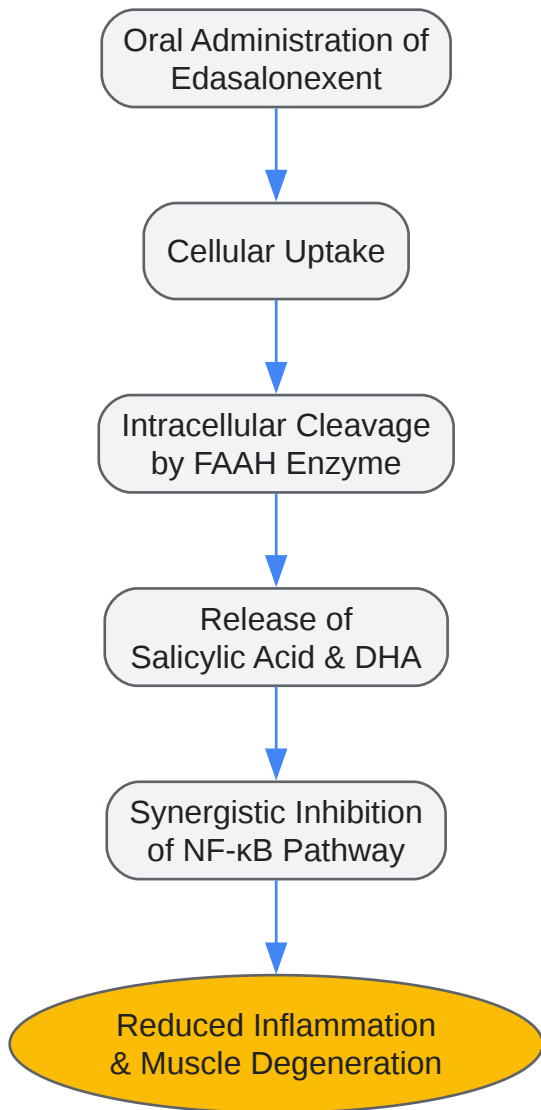 Oral Administration of
Edasalonexent
Cellular Uptake
Intracellular Cleavage
by FAAH Enzyme
Release of
Salicylic Acid & DHA
Synergistic Inhibition
of NF-κB Pathway
Reduced Inflammation
& Muscle Degeneration